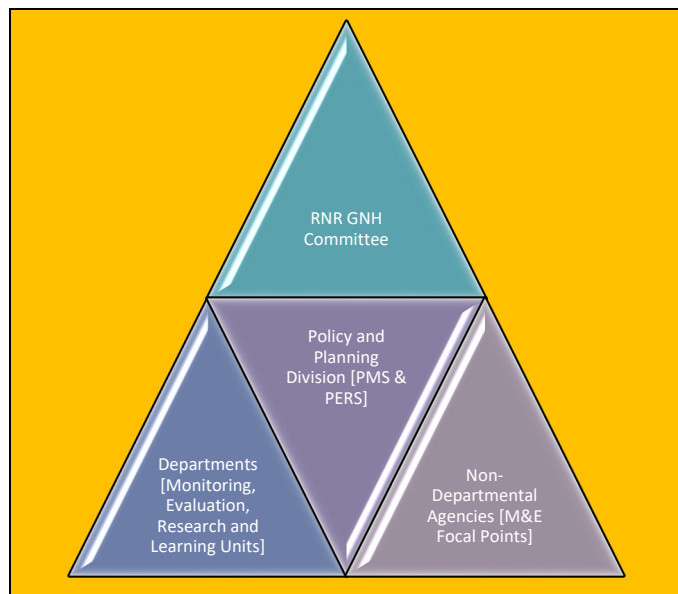 RNR GNH
Committee
Policy and
Planning
Division [PMS &
PERS]
Departments
[Monitoring,
Evaluation,
Research and
Learning Units]
Non-
Departmental
Agencies [M&E
Focal Points]